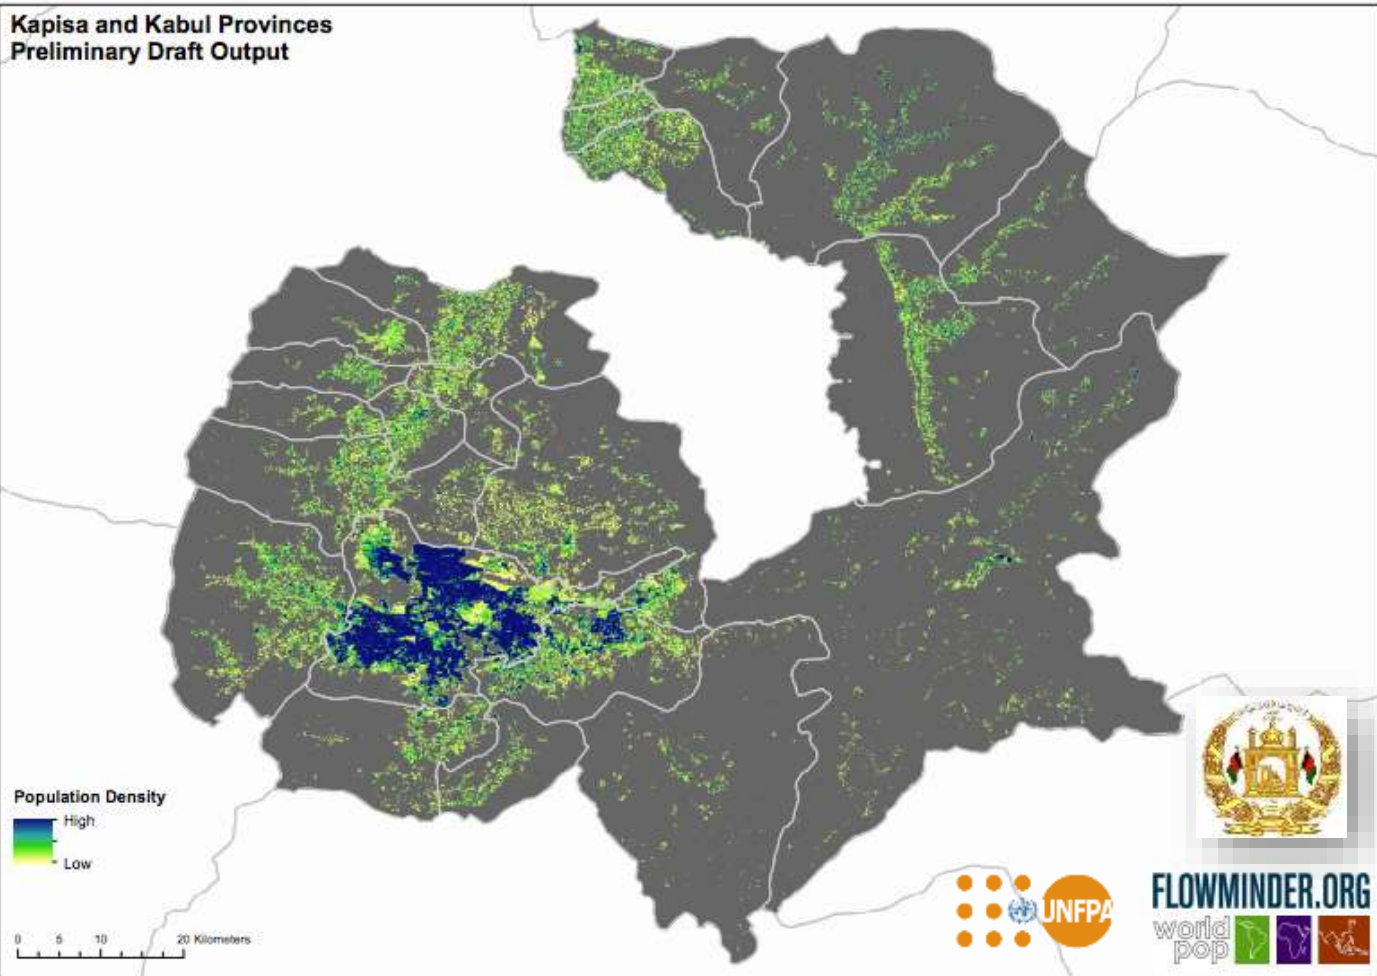 Kapisa and Kabul Provinces
Preliminary Draft Output
Population Density
High
Low
0 5 10 20 Kilometers
UNFPA
FLOWMINDER.ORG
world
pop